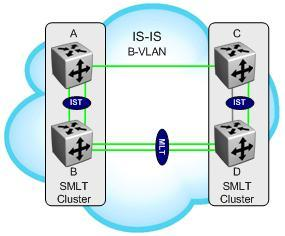 A
C
IS-IS
B-VLAN
IST
IST
MLT
B
D
SMLT
Cluster
SMLT
Cluster